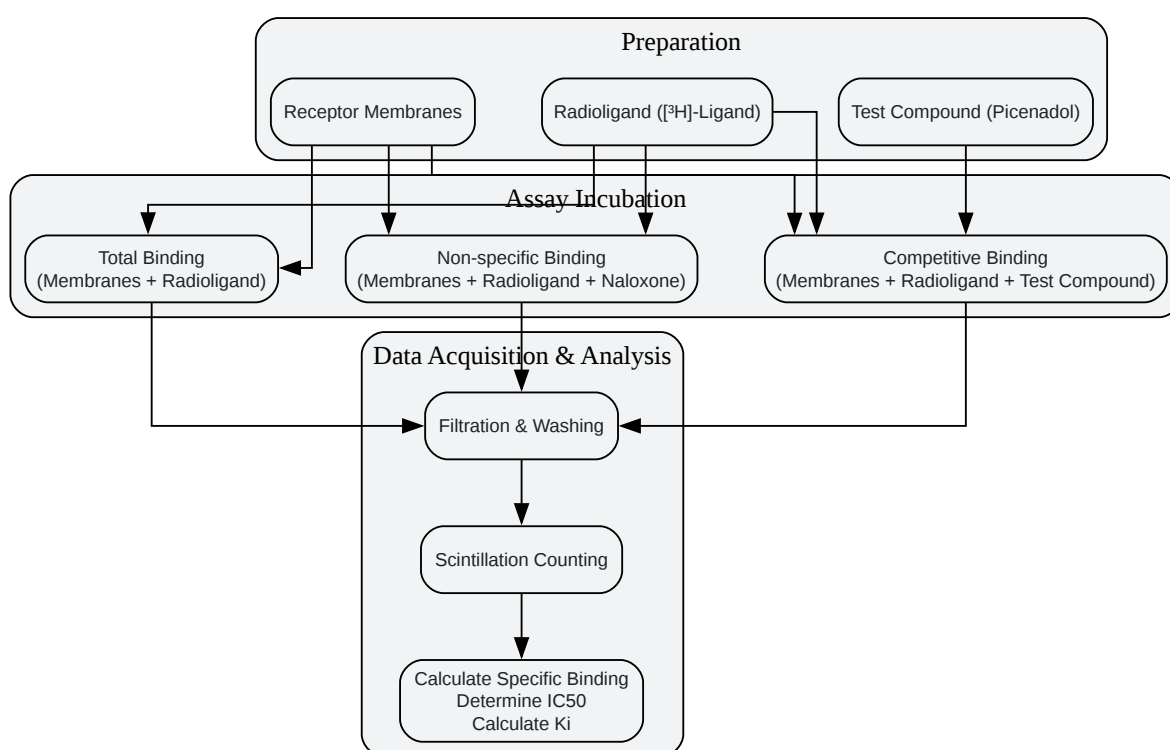 Preparation
Receptor Membranes
Radioligand ([³H]-Ligand)
Test Compound (Picenadol)
Assay Incubation
Total Binding
(Membranes + Radioligand)
Non-specific Binding
(Membranes + Radioligand + Naloxone)
Competitive Binding
(Membranes + Radioligand + Test Compound)
Data Acquisition & Analysis
Filtration & Washing
Scintillation Counting
Calculate Specific Binding
Determine IC50
Calculate Ki